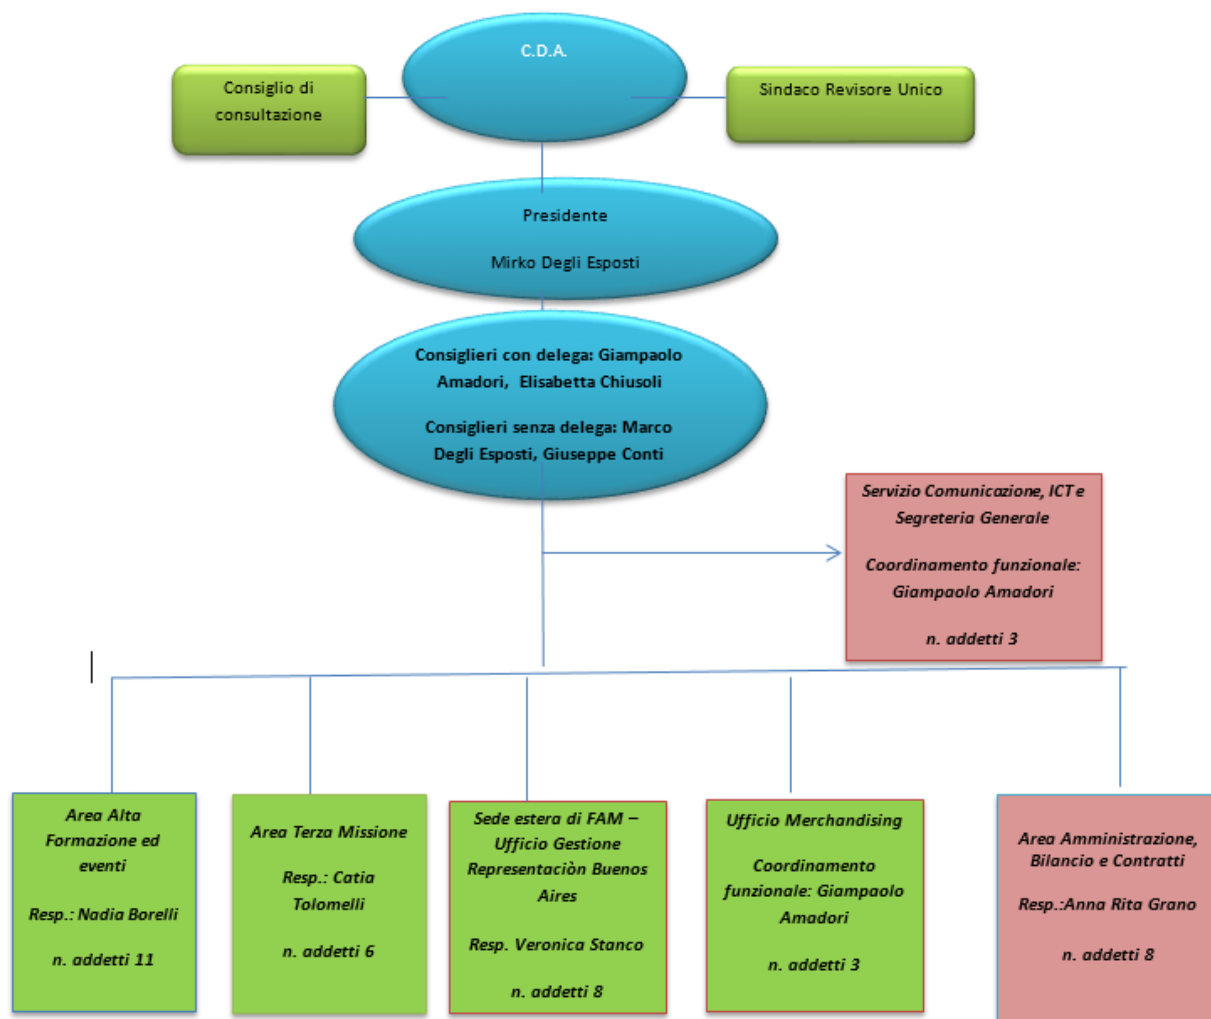 C.D.A.
Consiglio di
consultazione
Sindaco Revisore Unico
Presidente
Mirko Degli Esposti
Consiglieri con delega: Giampaolo
Amadori, Elisabetta Chiusoli
Consiglieri senza delega: Marco
Degli Esposti, Giuseppe Conti
Servizio Comunicazione, ICT e
Segreteria Generale
Coordinamento funzionale:
Giampaolo Amadori
n. addetti 3
Area Alta
Formazione ed
eventi
Resp.: Nadia Borelli
n. addetti 11
Area Terza Missione
Resp.: Catia
Tolomelli
n. addetti 6
Sede estera di FAM –
Ufficio Gestione
Representaciòn Buenos
Aires
Resp. Veronica Stanco
n. addetti 8
Ufficio Merchandising
Coordinamento
funzionale: Giampaolo
Amadori
n. addetti 3
Area Amministrazione,
Bilancio e Contratti
Resp.:Anna Rita Grano
n. addetti 8